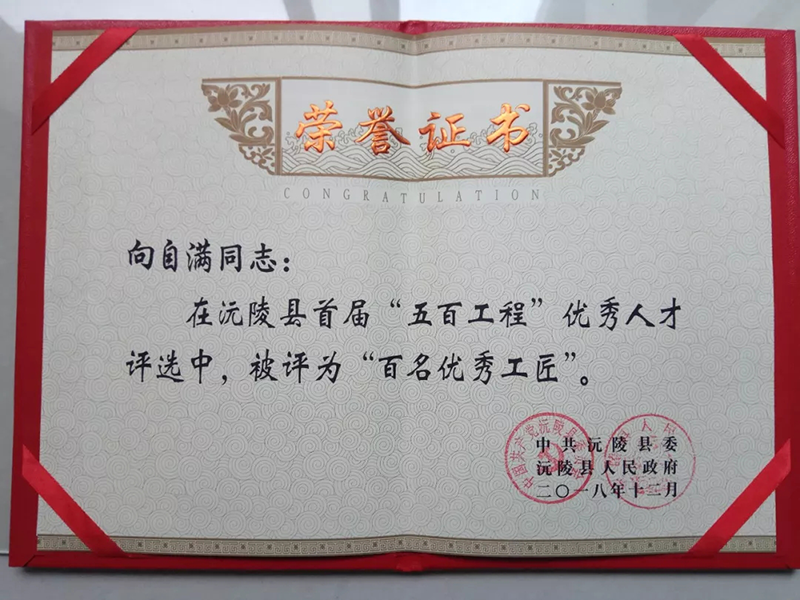 荣誉证书
CONGRATULATION
向自满同志：
在沅陵县首届“五百工程”优秀人才
评选中，被评为“百名优秀工匠”。
中共沅陵县委
沅陵县人民政府
二〇一八年十二月